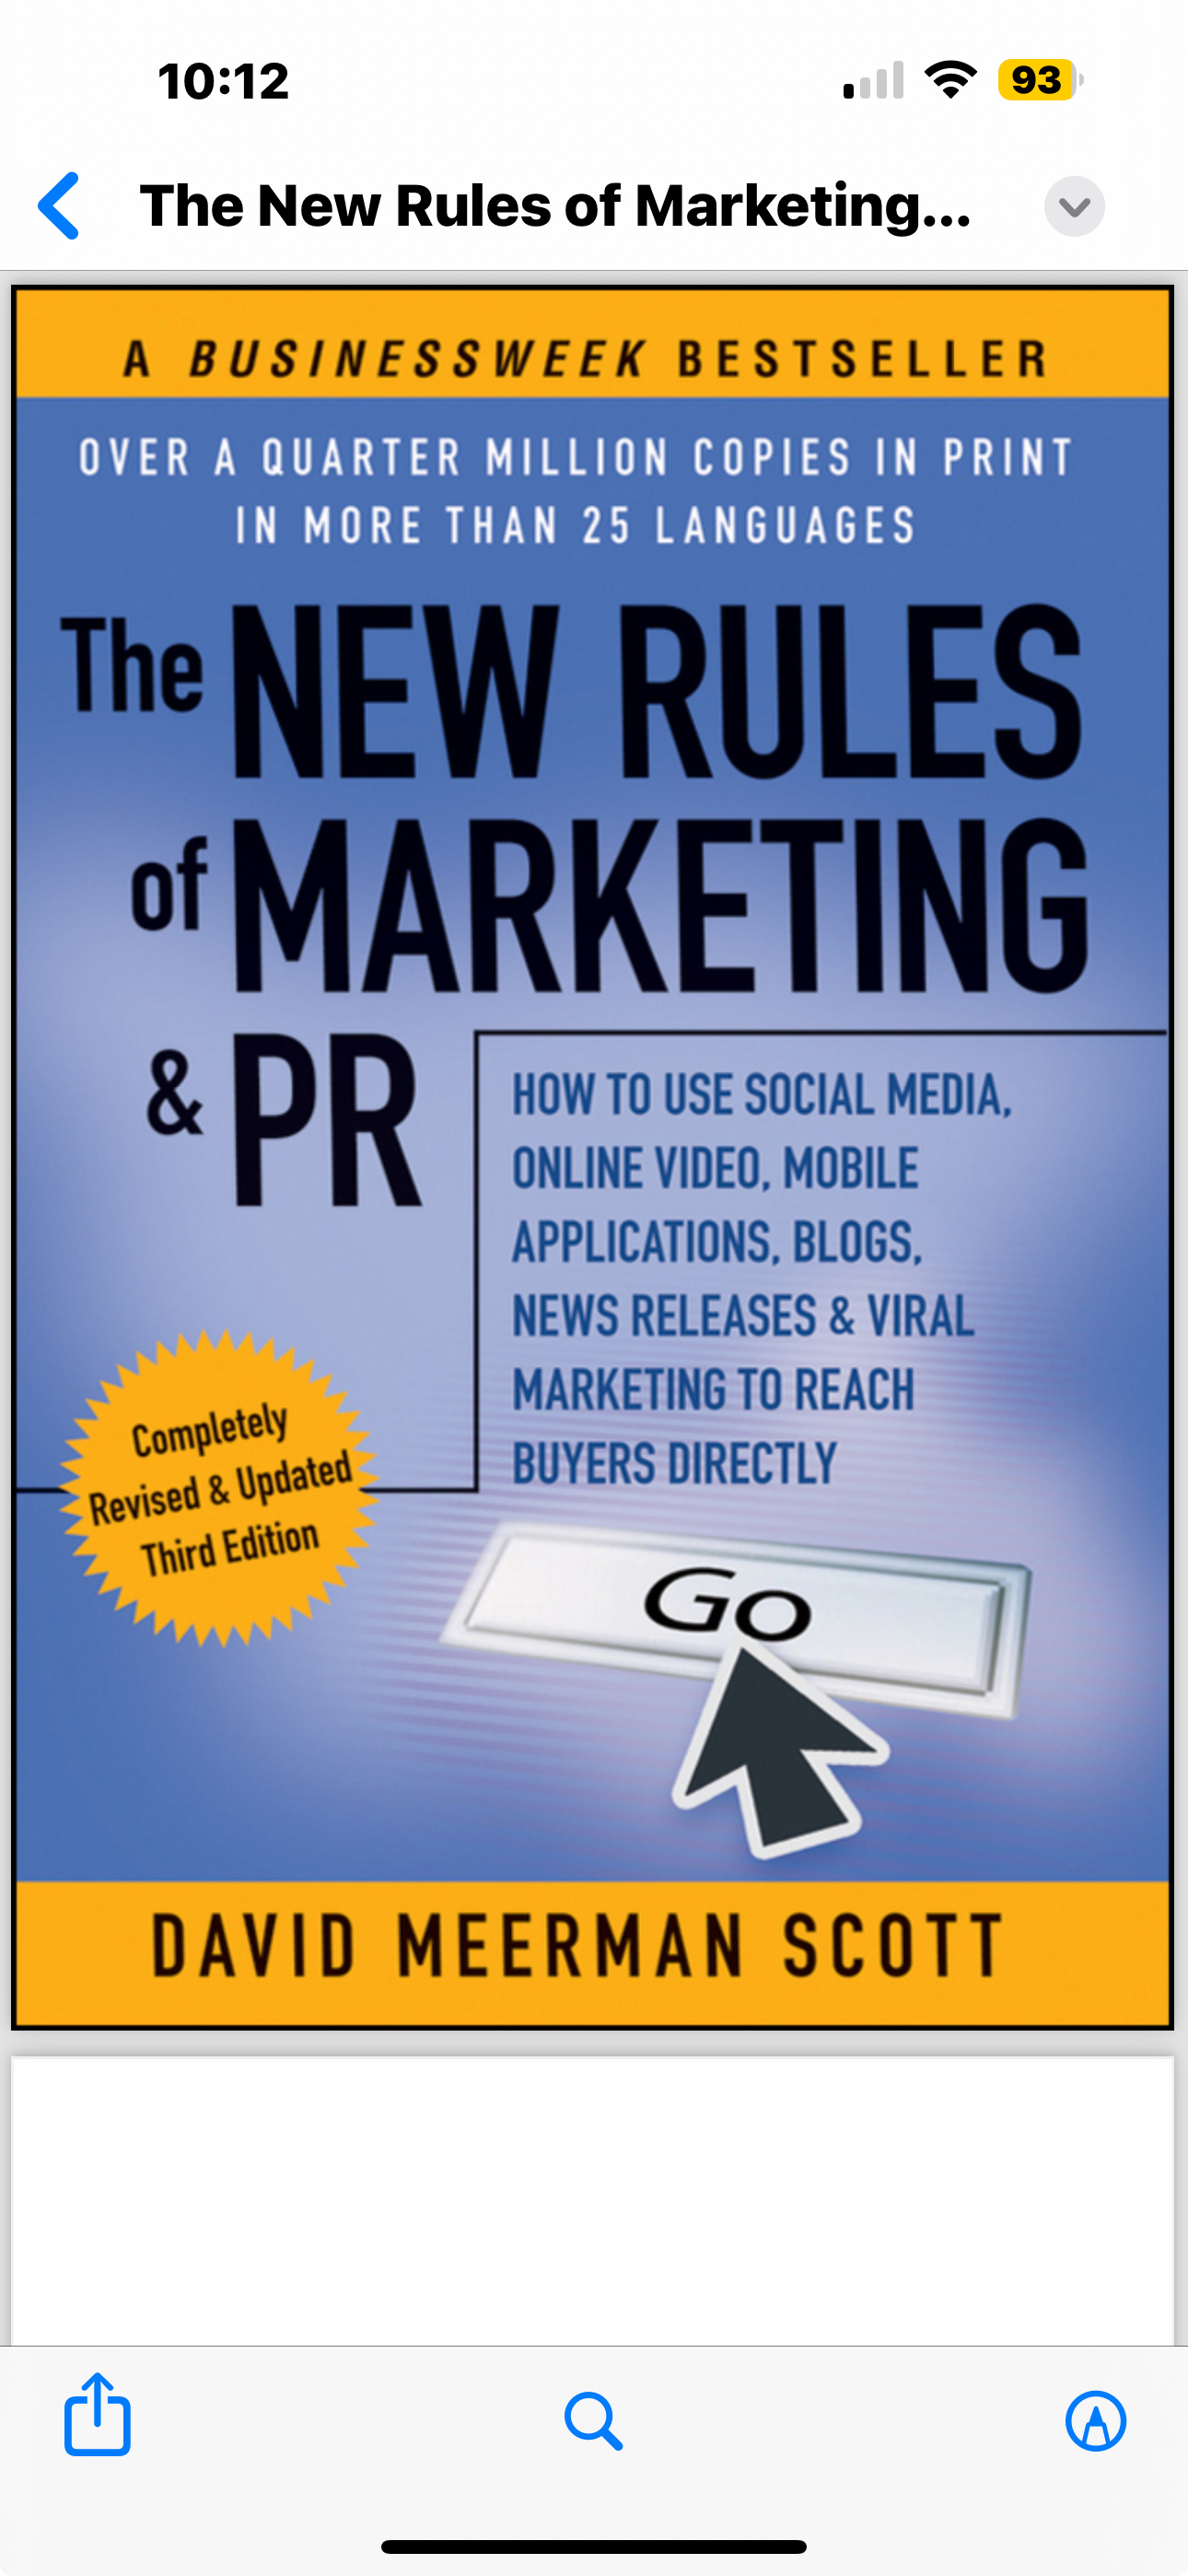 10:12
93
The New Rules of Marketing...
A BUSINESSWEEK BESTSELLER
OVER A QUARTER MILLION COPIES IN PRINT
IN MORE THAN 25 LANGUAGES
The NEW RULES
of MARKETING
& PR
HOW TO USE SOCIAL MEDIA,
ONLINE VIDEO, MOBILE
APPLICATIONS, BLOGS,
NEWS RELEASES & VIRAL
MARKETING TO REACH
BUYERS DIRECTLY
Completely
Revised & Updated
Third Edition
GO
DAVID MEERMAN SCOTT